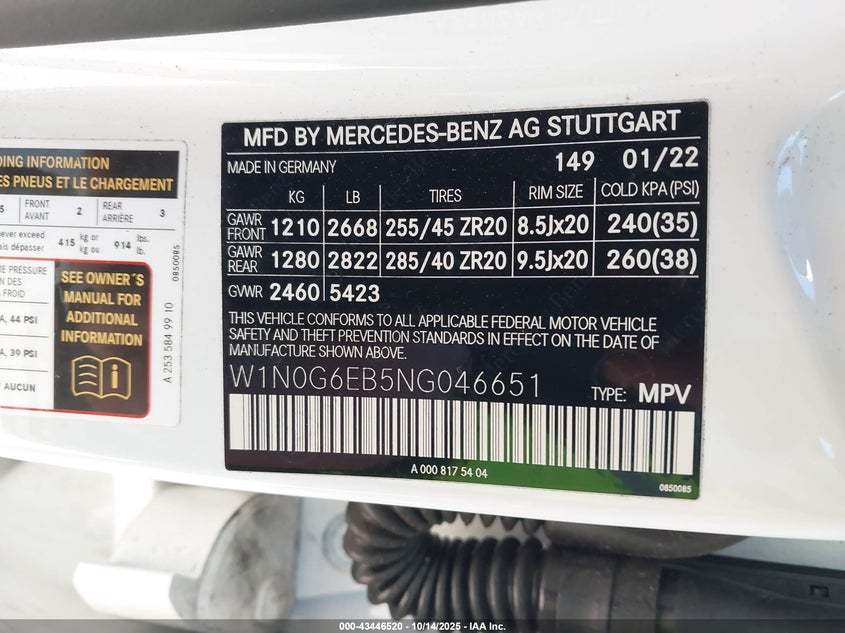 DING INFORMATION
ES PNEUS ET LE CHARGEMENT
5 FRONT AVANT 2 REAR ARRIÈRE 3
never exceed
ais dépasser 415 kg or kg ou 914 lbs. lb.
E PRESSURE
ON DES
FROID
A, 44 PSI
A, 39 PSI
AUCUN
SEE OWNER´S
MANUAL FOR
ADDITIONAL
INFORMATION
A 253 584 99 10
0850085
MFD BY MERCEDES-BENZ AG STUTTGART
MADE IN GERMANY 149 01/22
KG LB TIRES RIM SIZE COLD KPA(PSI)
GAWR FRONT 1210 2668 255/45 ZR20 8.5Jx20 240(35)
GAWR REAR 1280 2822 285/40 ZR20 9.5Jx20 260(38)
GVWR 2460 5423
THIS VEHICLE CONFORMS TO ALL APPLICABLE FEDERAL MOTOR VEHICLE
SAFETY AND THEFT PREVENTION STANDARDS IN EFFECT ON THE DATE OF
MANUFACTURE SHOWN ABOVE.
W1N0G6EB5NG046651 TYPE: MPV
A 000 817 54 04
0850085
000-43446520 - 10/14/2025 - IAA Inc.